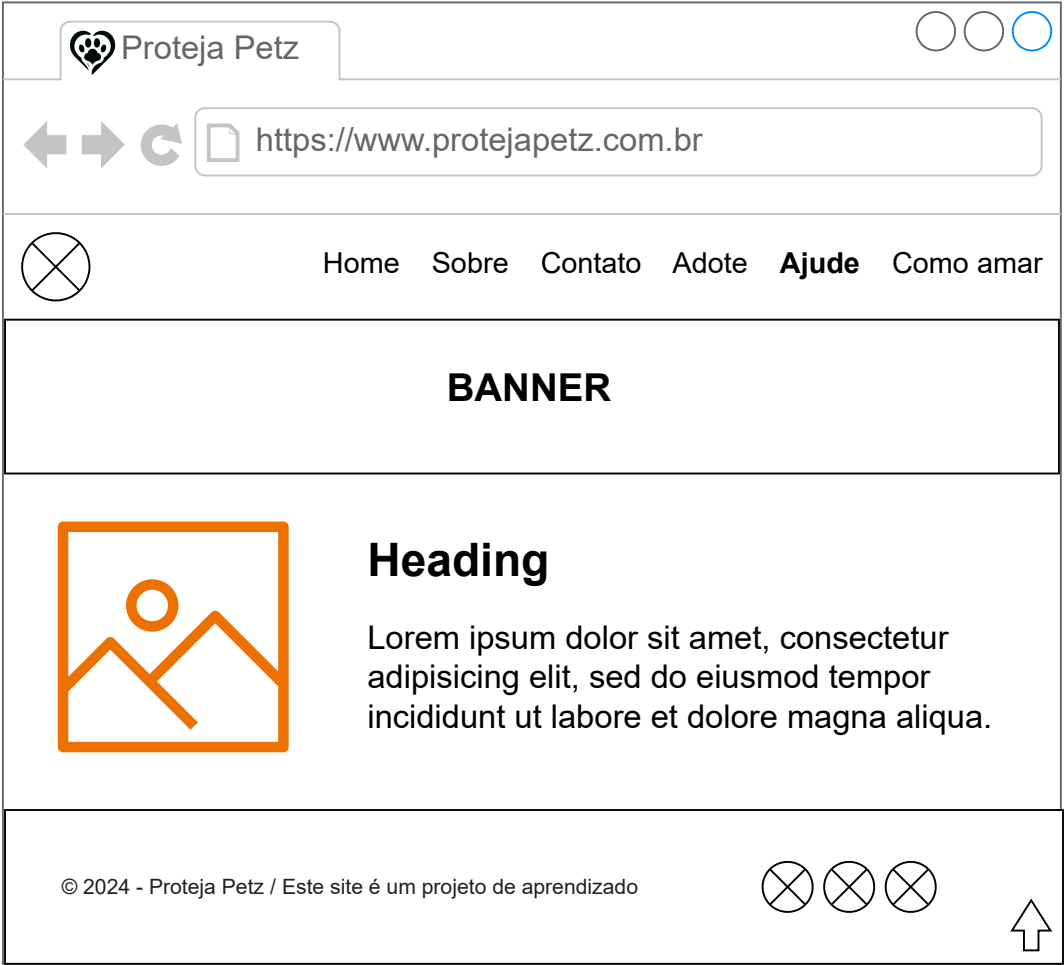 Proteja Petz
https://www.protejapetz.com.br
Home Sobre Contato Adote Ajude Como amar
BANNER
Heading
Lorem ipsum dolor sit amet, consectetur
adipisicing elit, sed do eiusmod tempor
incididunt ut labore et dolore magna aliqua.
© 2024 - Proteja Petz / Este site é um projeto de aprendizado